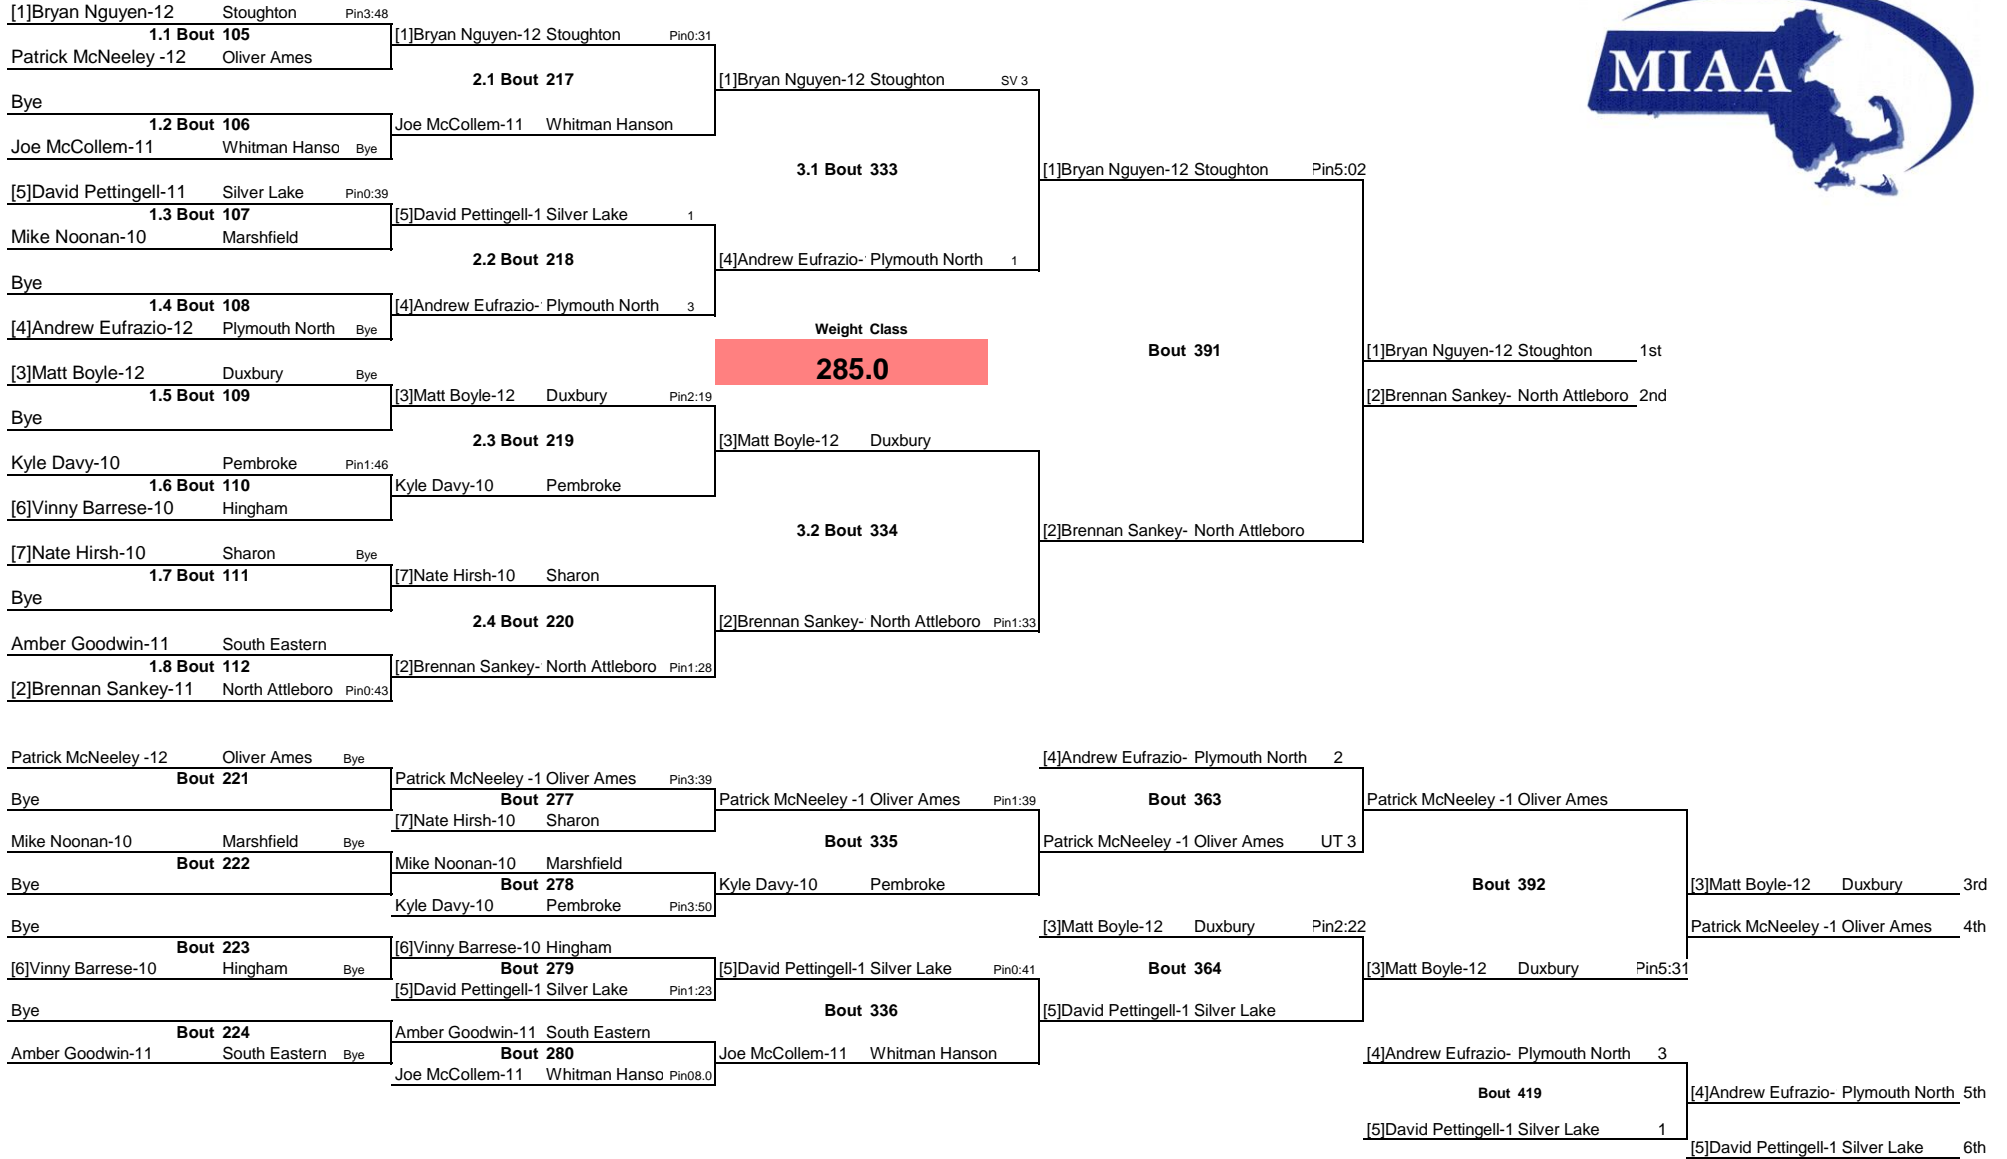 [1]Bryan Nguyen-12 Stoughton Pin3:48
1.1 Bout 105
Patrick McNeeley -12 Oliver Ames
Bye
1.2 Bout 106
Joe McCollem-11 Whitman Hanso Bye
[5]David Pettingell-11 Silver Lake Pin0:39
1.3 Bout 107
Mike Noonan-10 Marshfield
Bye
1.4 Bout 108
[4]Andrew Eufrazio-12 Plymouth North Bye
[3]Matt Boyle-12 Duxbury Bye
1.5 Bout 109
Bye
Kyle Davy-10 Pembroke Pin1:46
1.6 Bout 110
[6]Vinny Barrese-10 Hingham
[7]Nate Hirsh-10 Sharon Bye
1.7 Bout 111
Bye
Amber Goodwin-11 South Eastern
1.8 Bout 112
[2]Brennan Sankey-11 North Attleboro Pin0:43
[1]Bryan Nguyen-12 Stoughton Pin0:31
2.1 Bout 217
Joe McCollem-11 Whitman Hanson
[5]David Pettingell-1 Silver Lake 1
2.2 Bout 218
[4]Andrew Eufrazio- Plymouth North 3
[3]Matt Boyle-12 Duxbury Pin2:19
2.3 Bout 219
Kyle Davy-10 Pembroke
[7]Nate Hirsh-10 Sharon
2.4 Bout 220
[2]Brennan Sankey- North Attleboro Pin1:28
[1]Bryan Nguyen-12 Stoughton SV 3
3.1 Bout 333
[4]Andrew Eufrazio- Plymouth North 1
Weight Class
285.0
[3]Matt Boyle-12 Duxbury
3.2 Bout 334
[2]Brennan Sankey- North Attleboro Pin1:33
[1]Bryan Nguyen-12 Stoughton Pin5:02
Bout 391
[2]Brennan Sankey- North Attleboro
[1]Bryan Nguyen-12 Stoughton 1st
[2]Brennan Sankey- North Attleboro 2nd
MIAA
Patrick McNeeley -12 Oliver Ames Bye
Bout 221
Bye
Mike Noonan-10 Marshfield Bye
Bout 222
Bye
Bye
Bout 223
[6]Vinny Barrese-10 Hingham Bye
Bye
Bout 224
Amber Goodwin-11 South Eastern Bye
Patrick McNeeley -1 Oliver Ames Pin3:39
Bout 277
[7]Nate Hirsh-10 Sharon
Mike Noonan-10 Marshfield
Bout 278
Kyle Davy-10 Pembroke Pin3:50
[6]Vinny Barrese-10 Hingham
Bout 279
[5]David Pettingell-1 Silver Lake Pin1:23
Amber Goodwin-11 South Eastern
Bout 280
Joe McCollem-11 Whitman Hanso Pin08.0
Patrick McNeeley -1 Oliver Ames Pin1:39
Bout 335
Kyle Davy-10 Pembroke
[5]David Pettingell-1 Silver Lake Pin0:41
Bout 336
Joe McCollem-11 Whitman Hanson
[4]Andrew Eufrazio- Plymouth North 2
Bout 363
Patrick McNeeley -1 Oliver Ames UT 3
[3]Matt Boyle-12 Duxbury Pin2:22
Bout 364
[5]David Pettingell-1 Silver Lake
Patrick McNeeley -1 Oliver Ames
Bout 392
[3]Matt Boyle-12 Duxbury Pin5:31
[3]Matt Boyle-12 Duxbury 3rd
Patrick McNeeley -1 Oliver Ames 4th
[4]Andrew Eufrazio- Plymouth North 3
Bout 419
[5]David Pettingell-1 Silver Lake 1
[4]Andrew Eufrazio- Plymouth North 5th
[5]David Pettingell-1 Silver Lake 6th